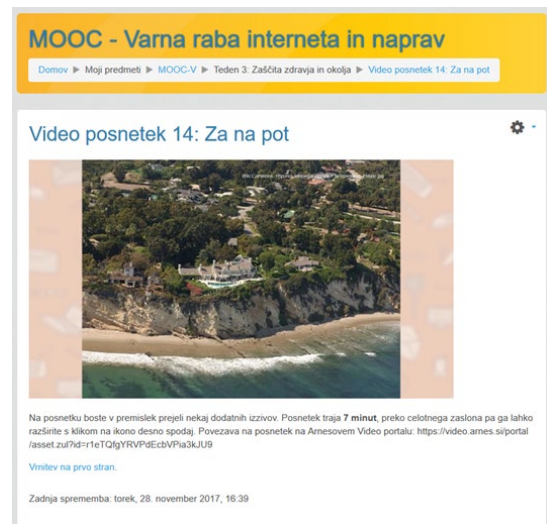 MOOC - Varna raba interneta in naprav
Domov ▶ Moji predmeti ▶ MOOC-V ▶ Teden 3: Zaščita zdravja in okolja ▶ Video posnetek 14: Za na pot
Video posnetek 14: Za na pot
Na posnetku boste v premislek prejeli nekaj dodatnih izzivov. Posnetek traja 7 minut, preko celotnega zaslona pa ga lahko
razširite s klikom na ikono desno spodaj. Povezava na posnetek na Arnesovem Video portalu: https://video.arnes.si/portal
/asset.zul?id=r1eTQfgYRVPdEcbVPia3kJU9
Vrnitev na prvo stran.
Zadnja sprememba: torek, 28. november 2017, 16:39